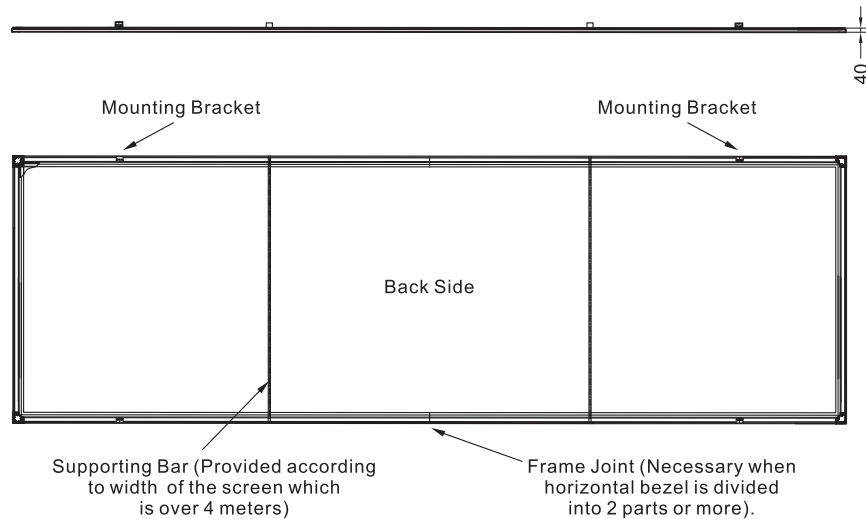 40
Mounting Bracket
Mounting Bracket
Back Side
Supporting Bar (Provided according
to width of the screen which
is over 4 meters)
Frame Joint (Necessary when
horizontal bezel is divided
into 2 parts or more).